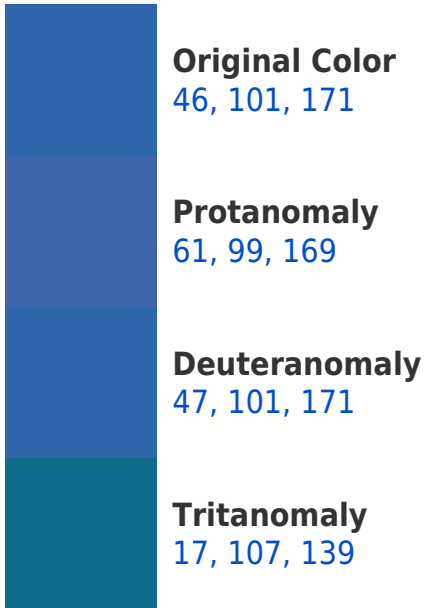 Original Color
46, 101, 171
Protanomaly
61, 99, 169
Deuteranomaly
47, 101, 171
Tritanomaly
17, 107, 139